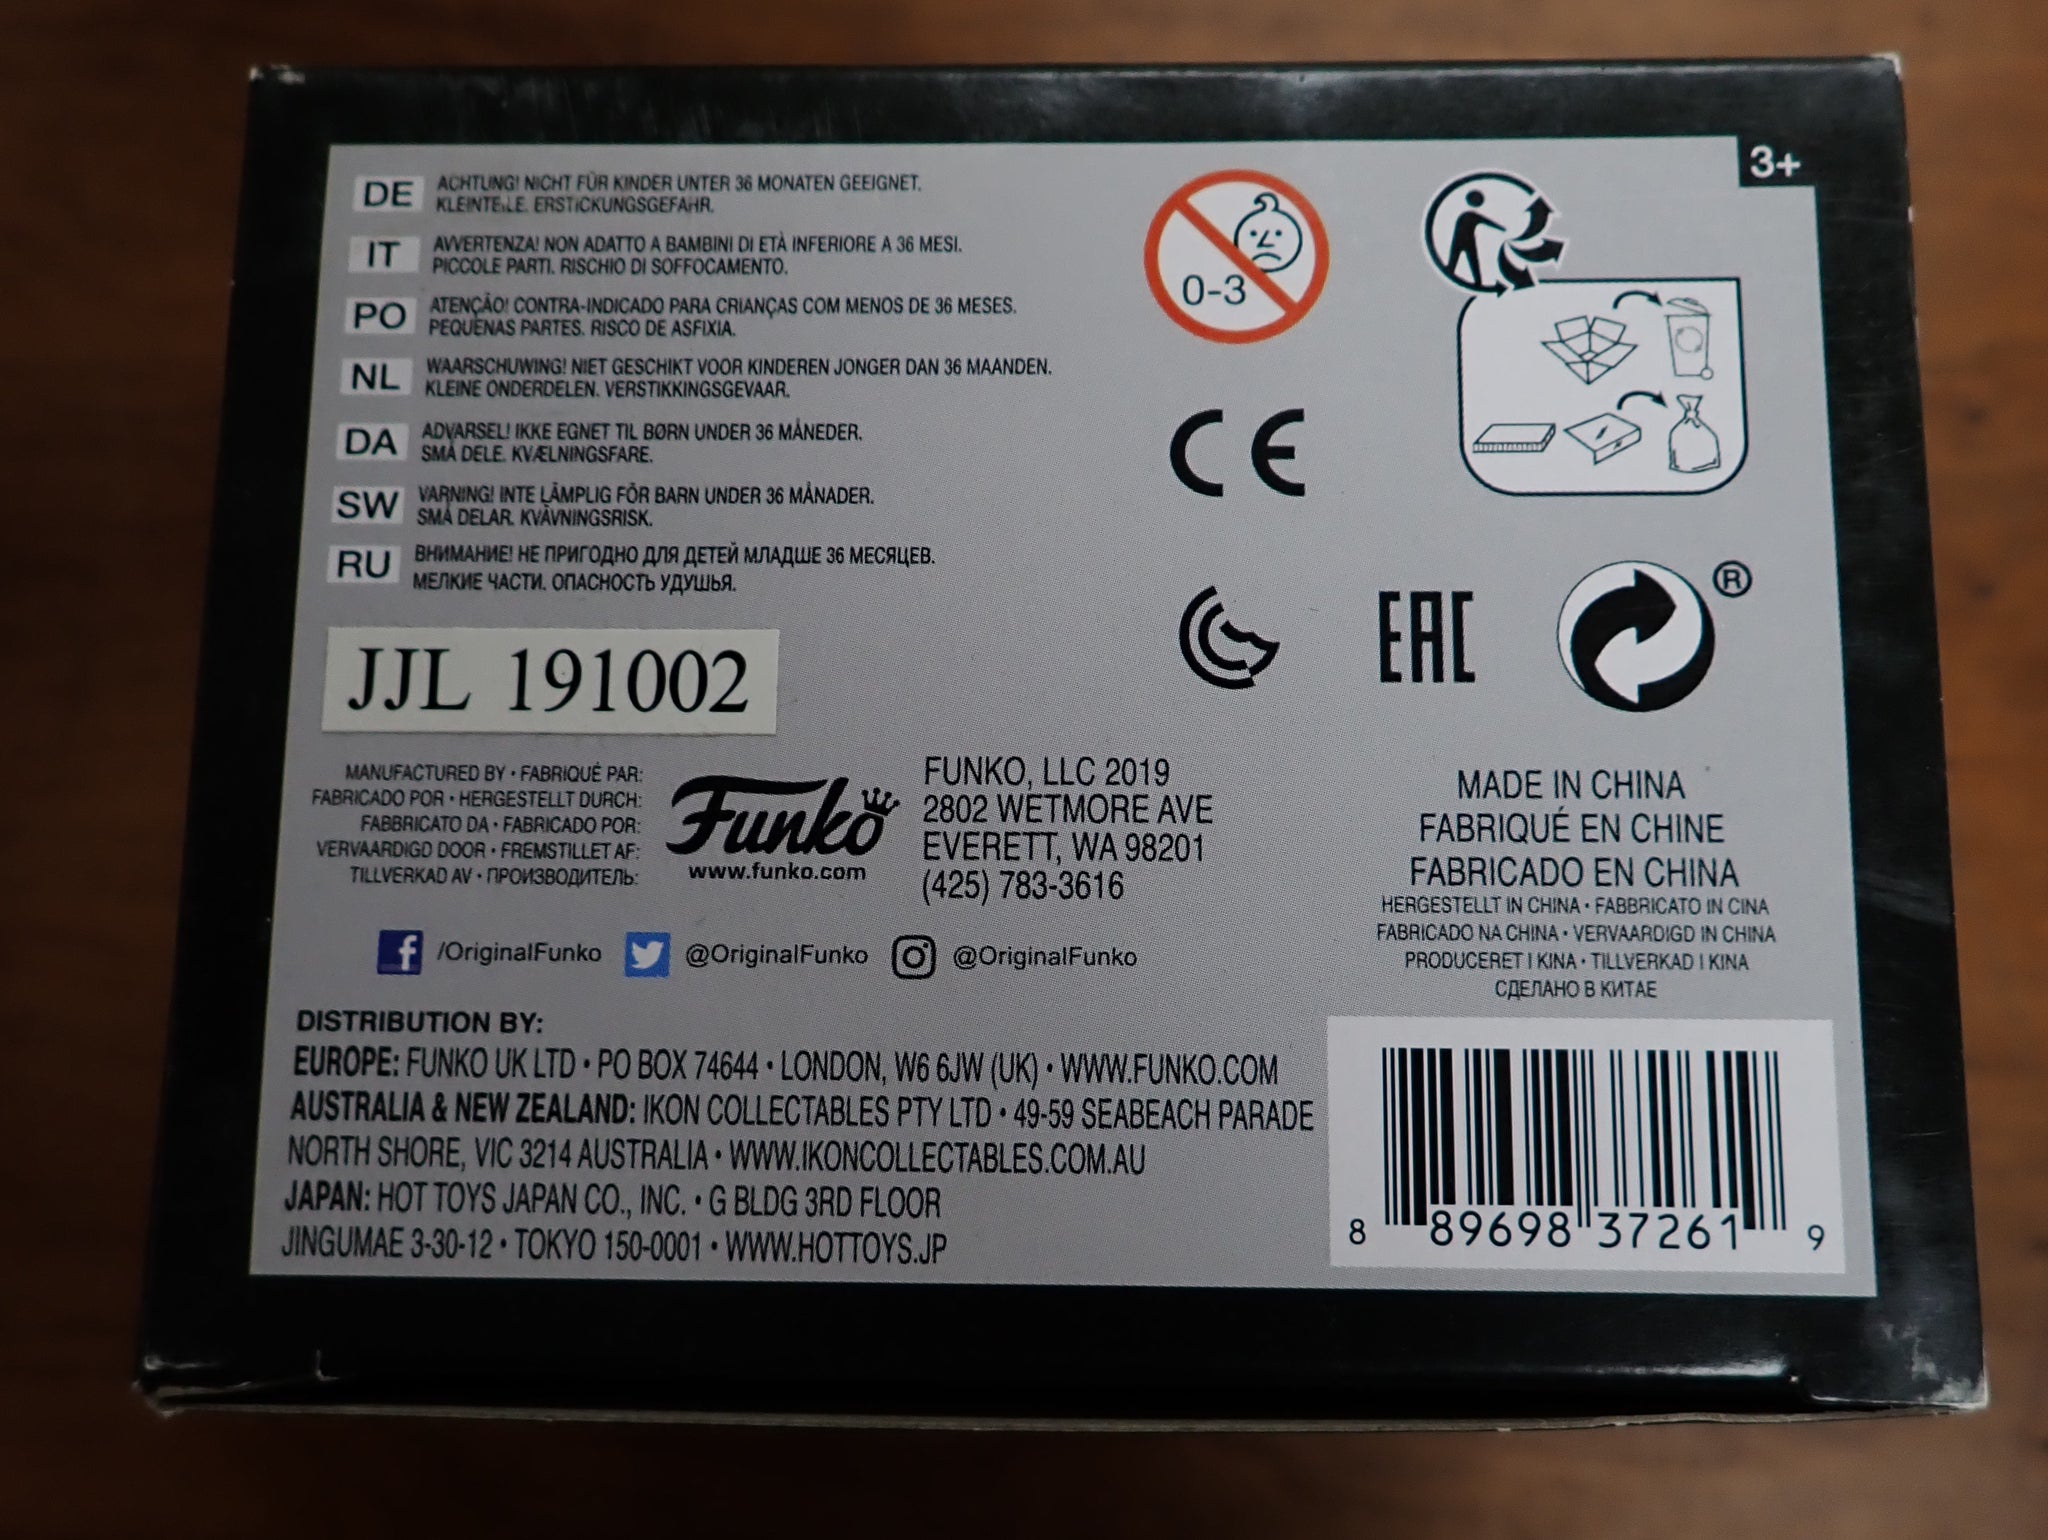 3+
DE
ACHTUNG! NICHT FÜR KINDER UNTER 36 MONATEN GEEIGNET.
KLEINTEILE. ERSTICKUNGSGEFAHR.
IT
AVVERTENZA! NON ADATTO A BAMBINI DI ETÀ INFERIORE A 36 MESI.
PICCOLE PARTI. RISCHIO DI SOFFOCAMENTO.
PO
ATENÇÃO! CONTRA-INDICADO PARA CRIANÇAS COM MENOS DE 36 MESES.
PEQUENAS PARTES. RISCO DE ASFIXIA.
NL
WAARSCHUWING! NIET GESCHIKT VOOR KINDEREN JONGER DAN 36 MAANDEN.
KLEINE ONDERDELEN. VERSTIKKINGSGEVAAR.
DA
ADVARSEL! IKKE EGNET TIL BØRN UNDER 36 MÅNEDER.
SMÅ DELE. KVÆLNINGSFARE.
SW
VARNING! INTE LÄMPLIG FÖR BARN UNDER 36 MÅNADER.
SMÅ DELAR. KVÄVNINGSRISK.
RU
ВНИМАНИЕ! НЕ ПРИГОДНО ДЛЯ ДЕТЕЙ МЛАДШЕ 36 МЕСЯЦЕВ.
МЕЛКИЕ ЧАСТИ. ОПАСНОСТЬ УДУШЬЯ.
0-3
CE
EAC
®
JJL 191002
MANUFACTURED BY • FABRIQUÉ PAR:
FABRICADO POR • HERGESTELLT DURCH:
FABBRICATO DA • FABRICADO POR:
VERVAARDIGD DOOR • FREMSTILLET AF:
TILLVERKAD AV • ПРОИЗВОДИТЕЛЬ:
Funko
www.funko.com
FUNKO, LLC 2019
2802 WETMORE AVE
EVERETT, WA 98201
(425) 783-3616
MADE IN CHINA
FABRIQUÉ EN CHINE
FABRICADO EN CHINA
HERGESTELLT IN CHINA • FABBRICATO IN CINA
FABRICADO NA CHINA • VERVAARDIGD IN CHINA
PRODUCERET I KINA • TILLVERKAD I KINA
СДЕЛАНО В КИТАЕ
/OriginalFunko @OriginalFunko @OriginalFunko
DISTRIBUTION BY:
EUROPE: FUNKO UK LTD • PO BOX 74644 • LONDON, W6 6JW (UK) • WWW.FUNKO.COM
AUSTRALIA & NEW ZEALAND: IKON COLLECTABLES PTY LTD • 49-59 SEABEACH PARADE
NORTH SHORE, VIC 3214 AUSTRALIA • WWW.IKONCOLLECTABLES.COM.AU
JAPAN: HOT TOYS JAPAN CO., INC. • G BLDG 3RD FLOOR
JINGUMAE 3-30-12 • TOKYO 150-0001 • WWW.HOTTOYS.JP
8 89698 37261 9